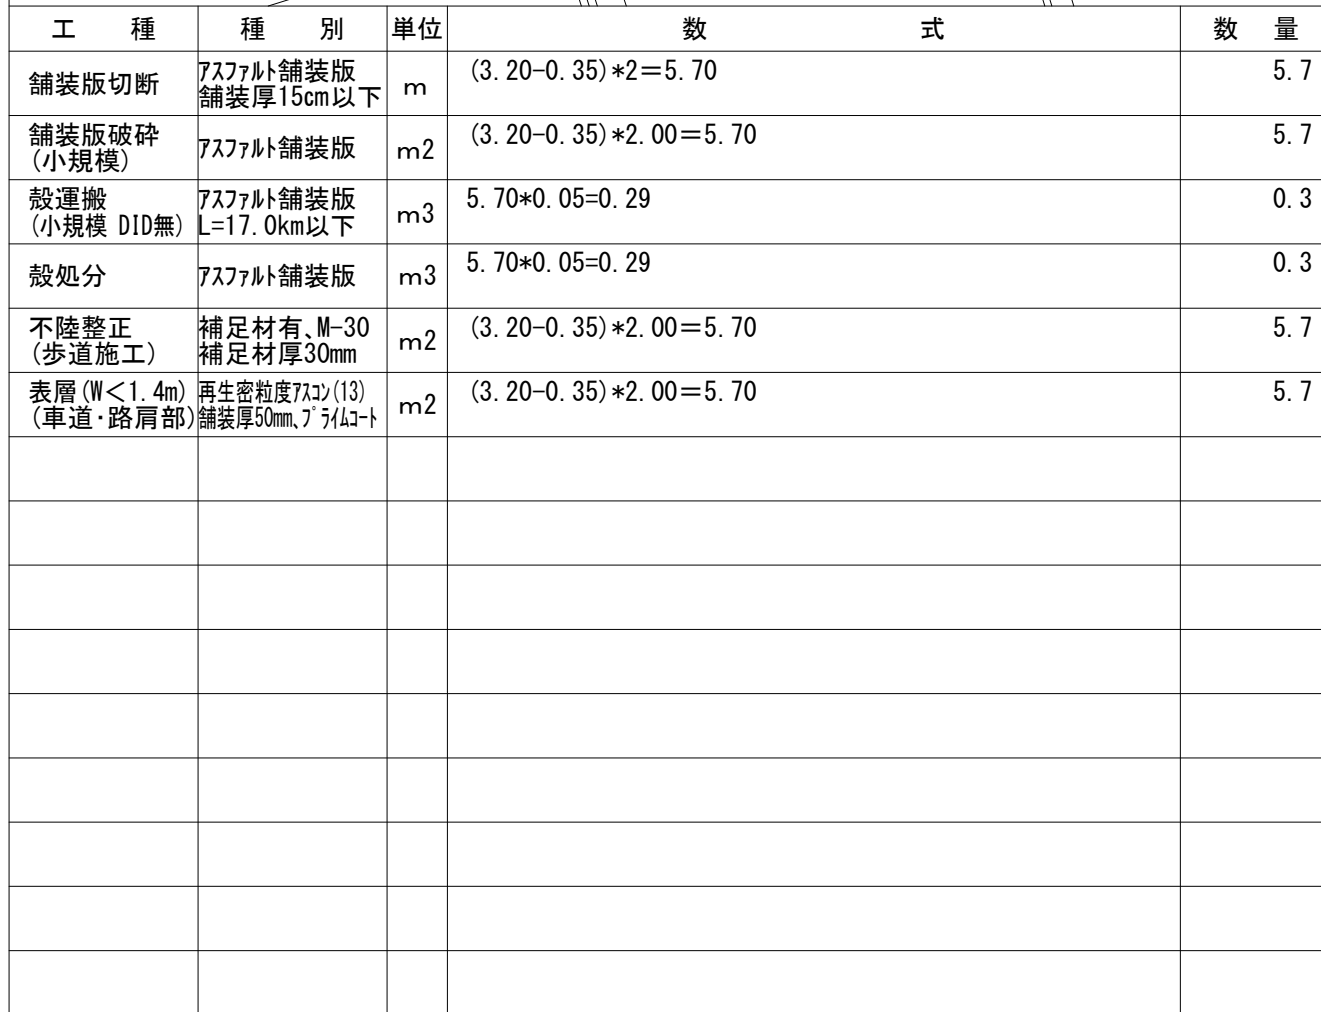 工 種 種 別 単位 数 式 数 量
舗装版切断 ｱｽﾌｧﾙﾄ舗装版 m (3.20-0.35)*2＝5.70 5.7
舗装厚15cm以下
舗装版破砕 ｱｽﾌｧﾙﾄ舗装版 m2 (3.20-0.35)*2.00＝5.70 5.7
(小規模)
殻運搬 ｱｽﾌｧﾙﾄ舗装版 m3 5.70*0.05=0.29 0.3
(小規模 DID無) L=17.0km以下
殻処分 ｱｽﾌｧﾙﾄ舗装版 m3 5.70*0.05=0.29 0.3
不陸整正 補足材有､M-30 m2 (3.20-0.35)*2.00＝5.70 5.7
(歩道施工) 補足材厚30mm
表層(W＜1.4m) 再生密粒度ｱｽｺﾝ(13) m2 (3.20-0.35)*2.00＝5.70 5.7
(車道･路肩部) 舗装厚50mm､ﾌﾟﾗｲﾑｺｰﾄ